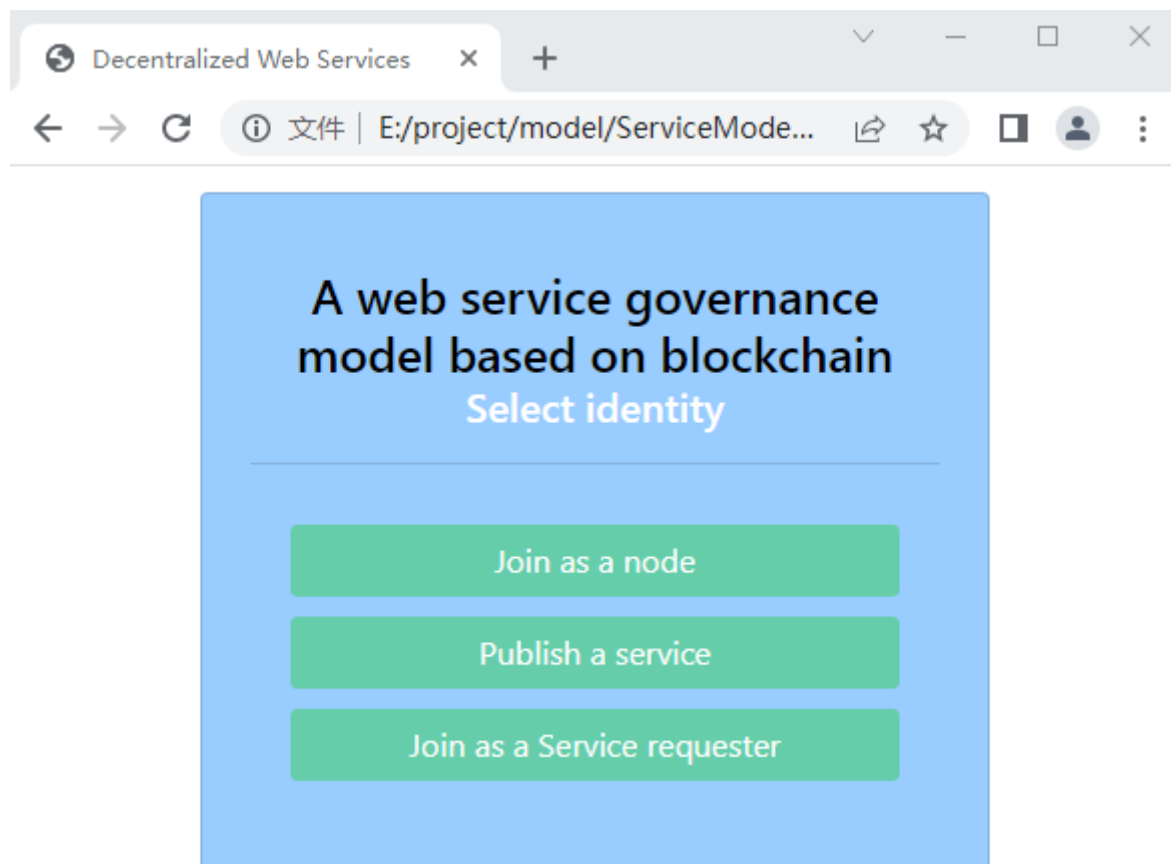 Decentralized Web Services
文件 E:/project/model/ServiceMode...
A web service governance
model based on blockchain
Select identity
Join as a node
Publish a service
Join as a Service requester